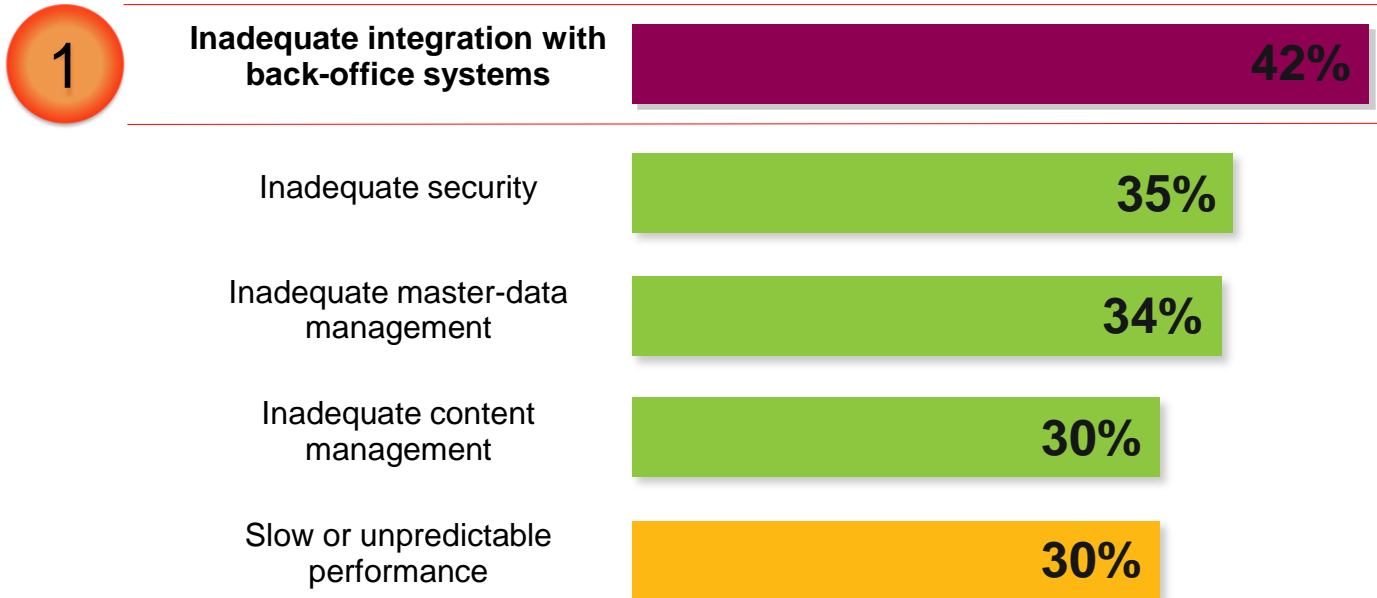 1
Inadequate integration with
back-office systems
42%
Inadequate security
35%
Inadequate master-data
management
34%
Inadequate content
management
30%
Slow or unpredictable
performance
30%